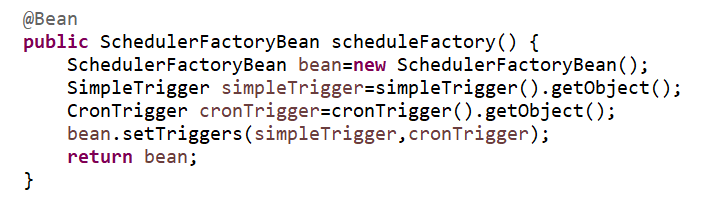 @Bean
public SchedulerFactoryBean scheduleFactory() {
    SchedulerFactoryBean bean=new SchedulerFactoryBean();
    SimpleTrigger simpleTrigger=simpleTrigger().getObject();
    CronTrigger cronTrigger=cronTrigger().getObject();
    bean.setTriggers(simpleTrigger,cronTrigger);
    return bean;
}